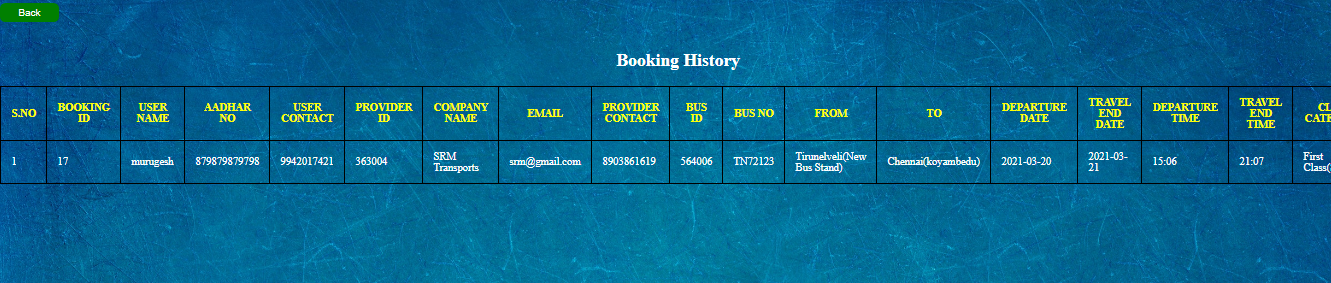 Back
Booking History
S.NO BOOKING ID USER NAME AADHAR NO USER CONTACT PROVIDER ID COMPANY NAME EMAIL PROVIDER CONTACT BUS ID BUS NO FROM TO DEPARTURE DATE TRAVEL END DATE DEPARTURE TIME TRAVEL END TIME CL CATE
1 17 murugesh 879879879798 9942017421 363004 SRM Transports srm@gmail.com 8903861619 564006 TN72123 Tirunelveli(New Bus Stand) Chennai(koyambedu) 2021-03-20 2021-03-21 15:06 21:07 First Class(